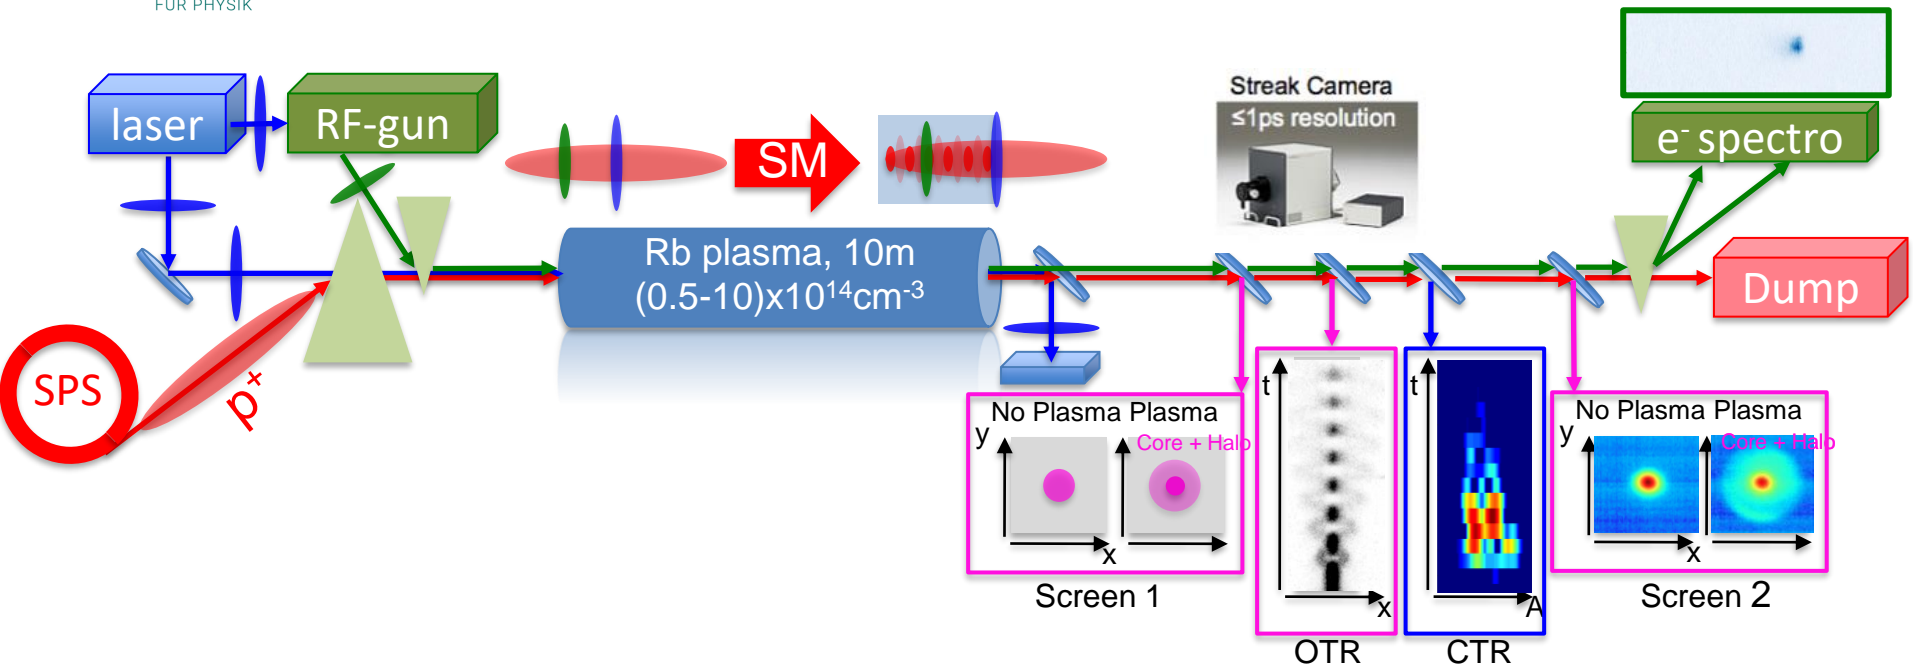 FÜR PHYSIK
laser
RF-gun
SM
Streak Camera
≤1ps resolution
e⁻ spectro
Rb plasma, 10m
(0.5-10)x10¹⁴cm⁻³
Dump
SPS
p⁺
No Plasma Plasma
y
Core + Halo
x
Screen 1
t
x
OTR
t
A
CTR
No Plasma Plasma
y
Core + Halo
x
Screen 2